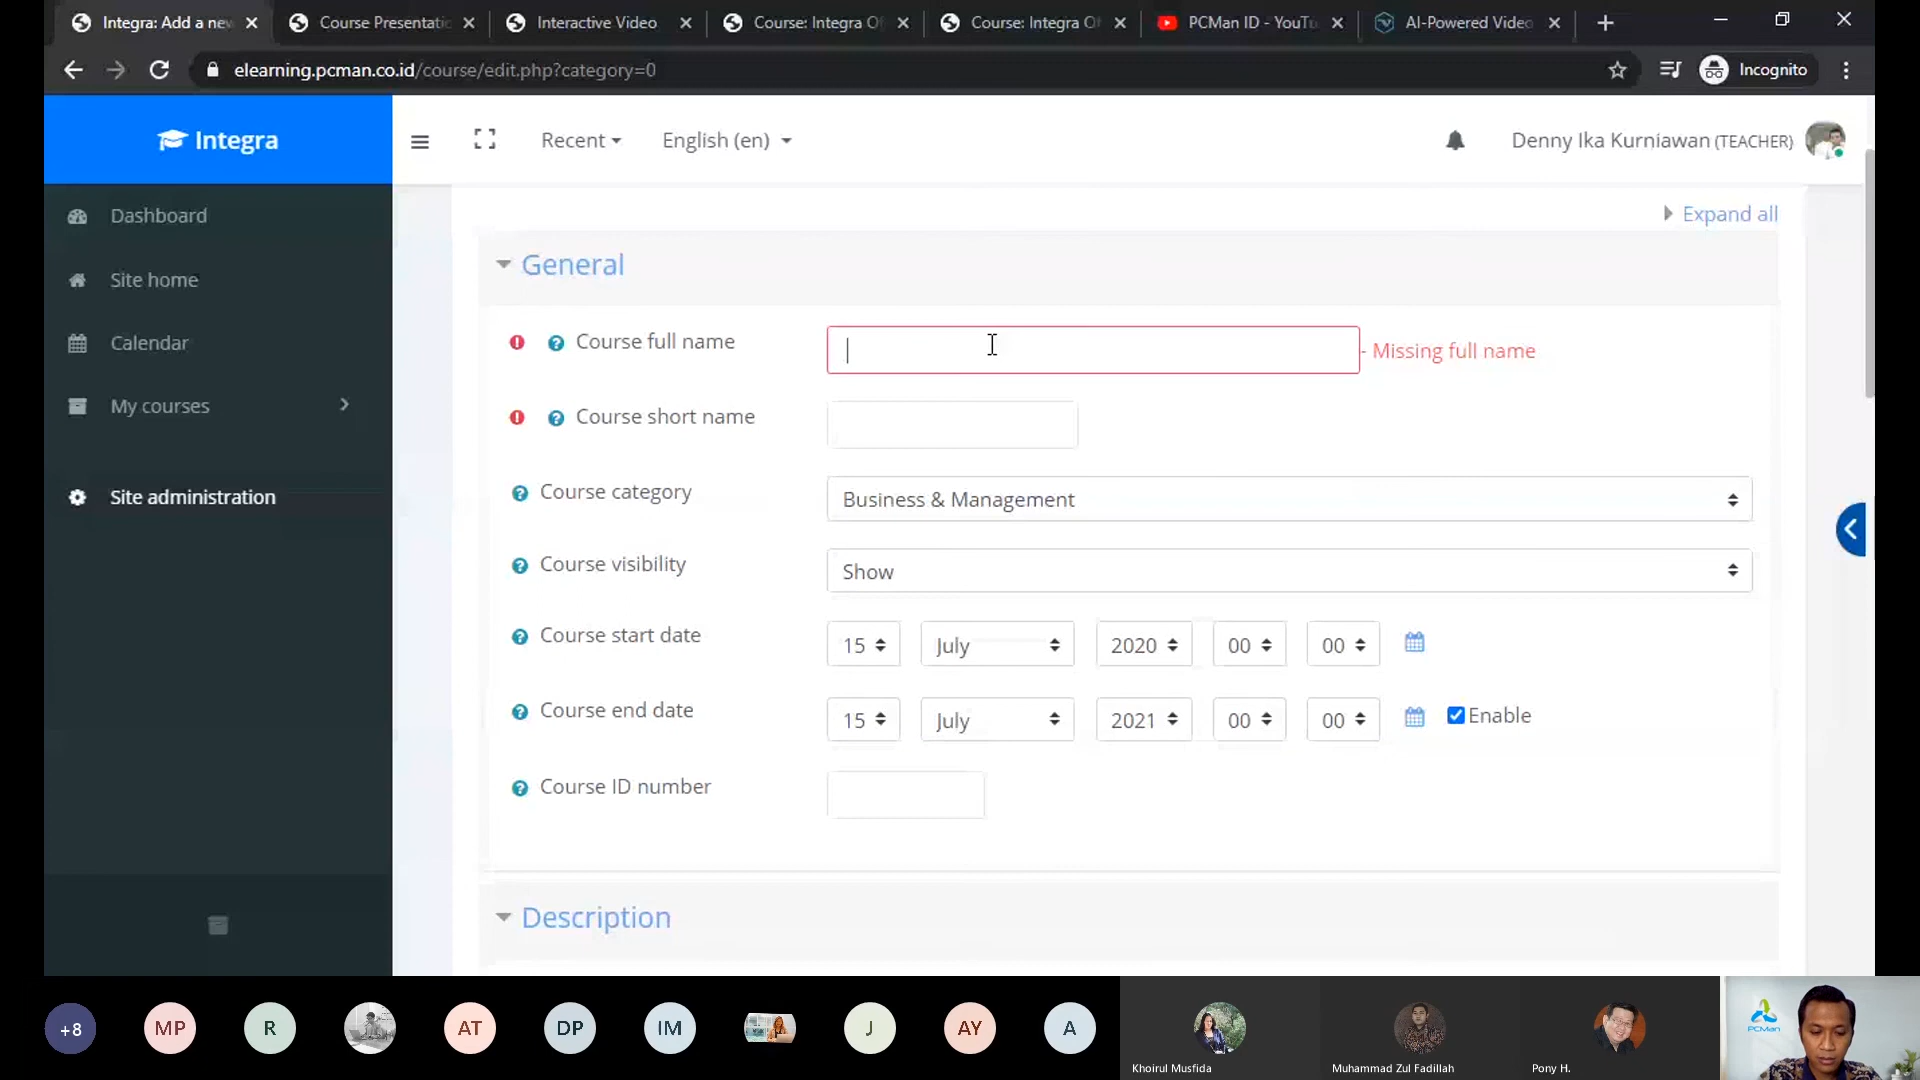 Integra: Add a nev
Course Presentatio
Interactive Video
Course: Integra Of
Course: Integra Of
PCMan ID - YouTu
AI-Powered Video
elearning.pcman.co.id/course/edit.php?category=0
Incognito
Integra
Recent
English (en)
Denny Ika Kurniawan (TEACHER)
Dashboard
Site home
Calendar
My courses
Site administration
Expand all
General
Course full name
- Missing full name
Course short name
Course category
Business & Management
Course visibility
Show
Course start date
15 July 2020 00 00
Course end date
15 July 2021 00 00 Enable
Course ID number
Description
+8
MP
R
AT
DP
IM
J
AY
A
Khoirul Musfida
Muhammad Zul Fadillah
Pony H.
PCMan